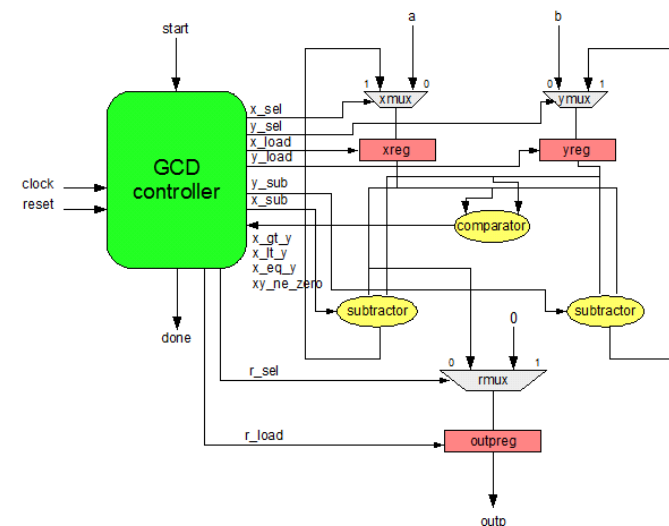 a
b
start
1
0
0
1
xmux
ymux
x_sel
y_sel
x_load
y_load
xreg
yreg
GCD
controller
clock
reset
y_sub
x_sub
comparator
x_gt_y
x_lt_y
x_eq_y
xy_ne_zero
subtractor
subtractor
done
0
0
1
r_sel
rmux
r_load
outpreg
outp